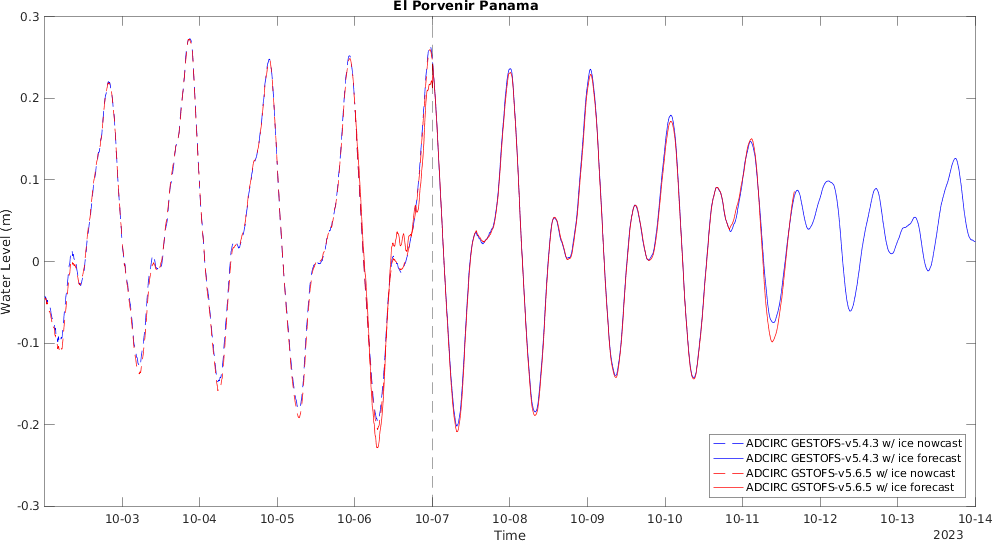 El Porvenir Panama
Water Level (m)
0.3
0.2
0.1
0
-0.1
-0.2
-0.3
10-03 10-04 10-05 10-06 10-07 10-08 10-09 10-10 10-11 10-12 10-13 10-14
Time
2023
ADCIRC GESTOFS-v5.4.3 w/ ice nowcast
ADCIRC GESTOFS-v5.4.3 w/ ice forecast
ADCIRC GSTOFS-v5.6.5 w/ ice nowcast
ADCIRC GSTOFS-v5.6.5 w/ ice forecast